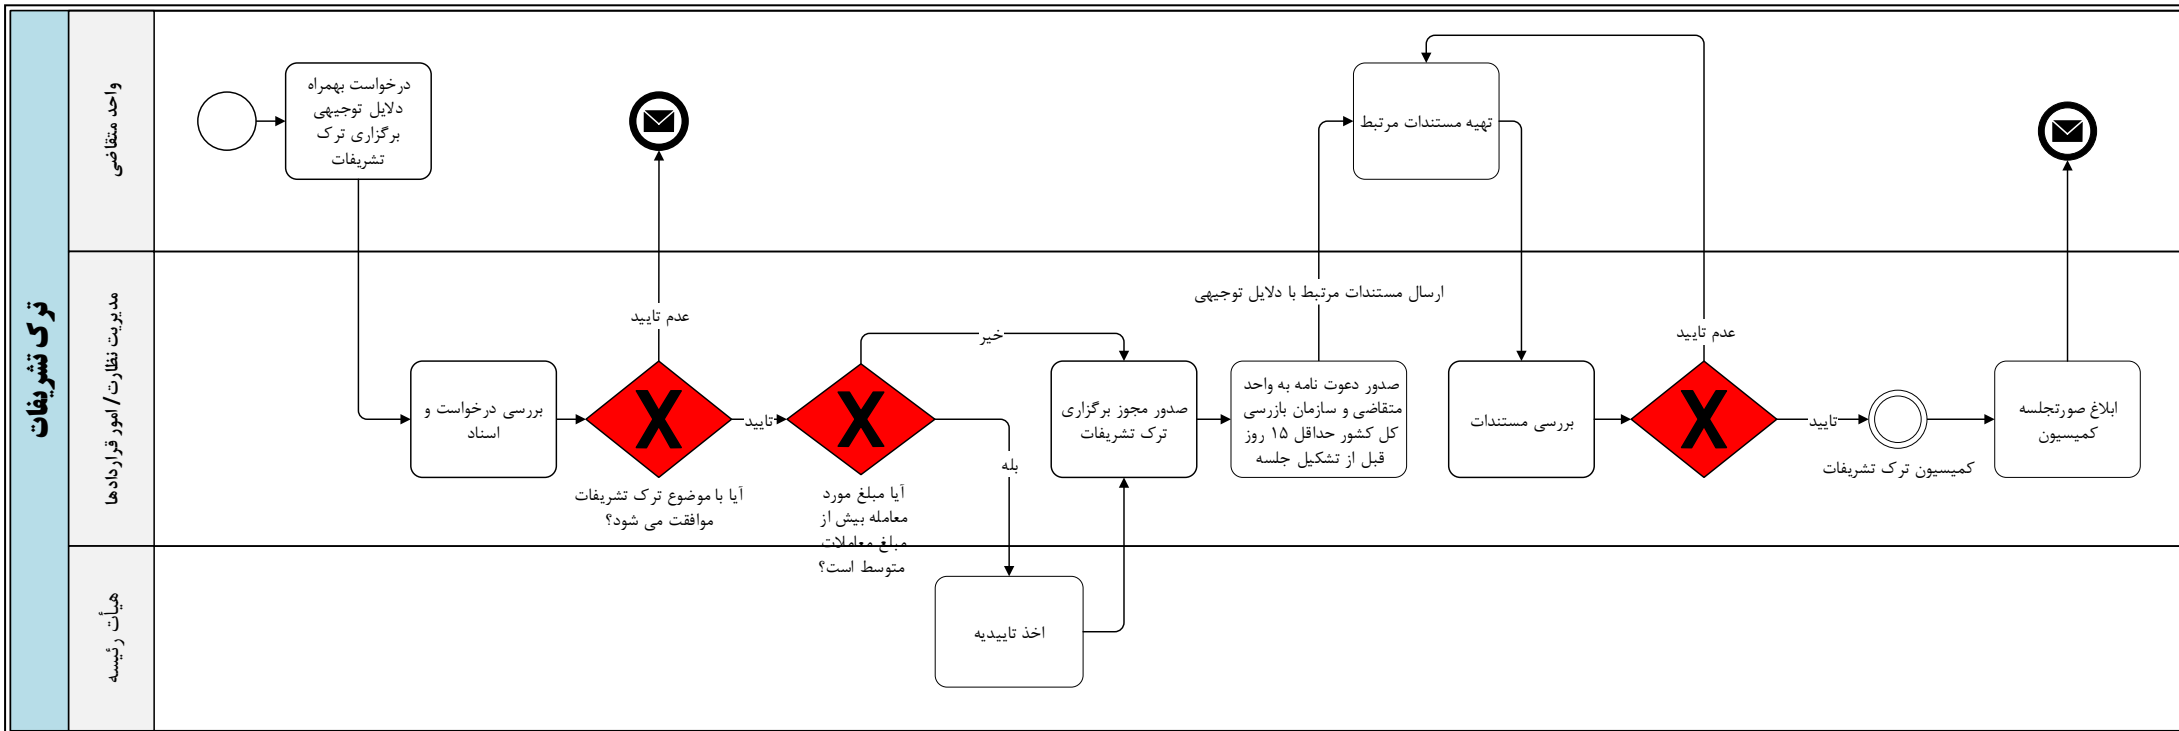 ترک تشریفات
واحد متقاضی
درخواست بهمراه
دلایل توجیهی
برگزاری ترک
تشریفات
تهیه مستندات مرتبط
مدیریت نظارت/امور قراردادها
بررسی درخواست و
اسناد
عدم تایید
آیا با موضوع ترک تشریفات
موافقت می شود؟
تایید
آیا مبلغ مورد
معامله بیش از
مبلغ معاملات
متوسط است؟
خیر
بله
صدور مجوز برگزاری
ترک تشریفات
صدور دعوت نامه به واحد
متقاضی و سازمان بازرسی
کل کشور حداقل ۱۵ روز
قبل از تشکیل جلسه
ارسال مستندات مرتبط با دلایل توجیهی
بررسی مستندات
عدم تایید
تایید
کمیسیون ترک تشریفات
ابلاغ صورتجلسه
کمیسیون
هیأت رئیسه
اخذ تاییدیه